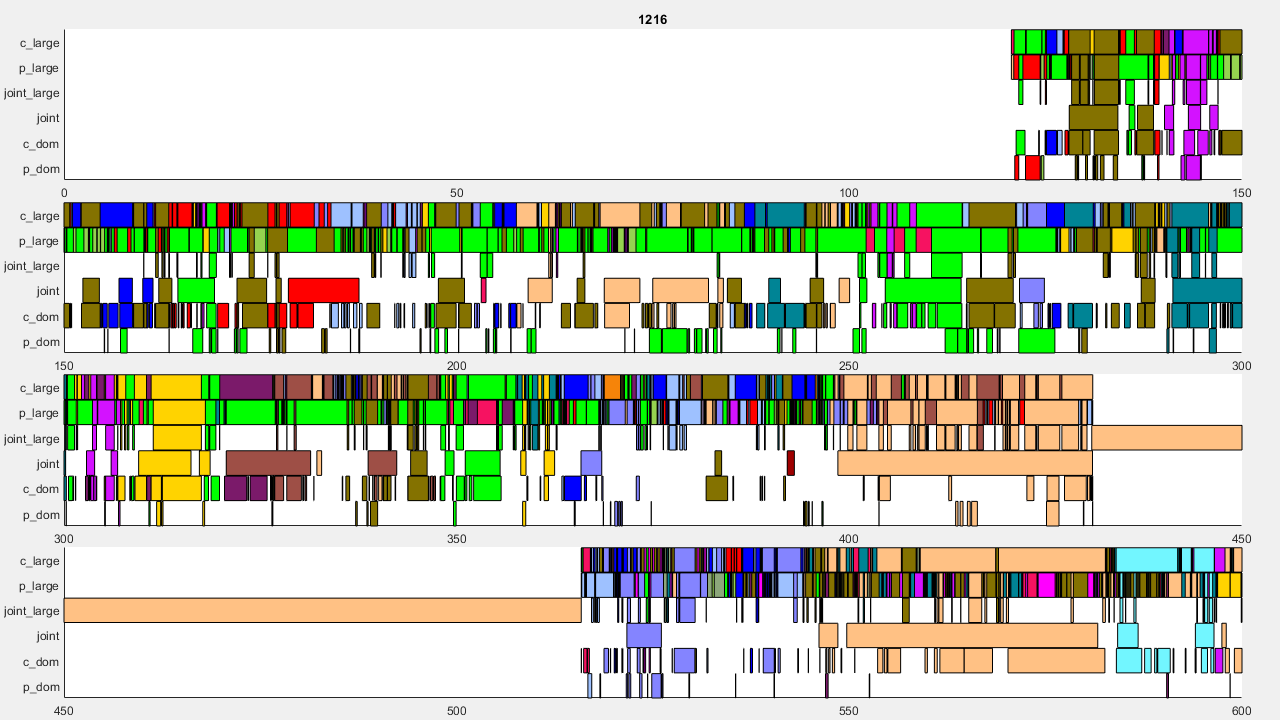 1216
c_large
p_large
joint_large
joint
c_dom
p_dom
0 50 100 150
c_large
p_large
joint_large
joint
c_dom
p_dom
150 200 250 300
c_large
p_large
joint_large
joint
c_dom
p_dom
300 350 400 450
c_large
p_large
joint_large
joint
c_dom
p_dom
450 500 550 600